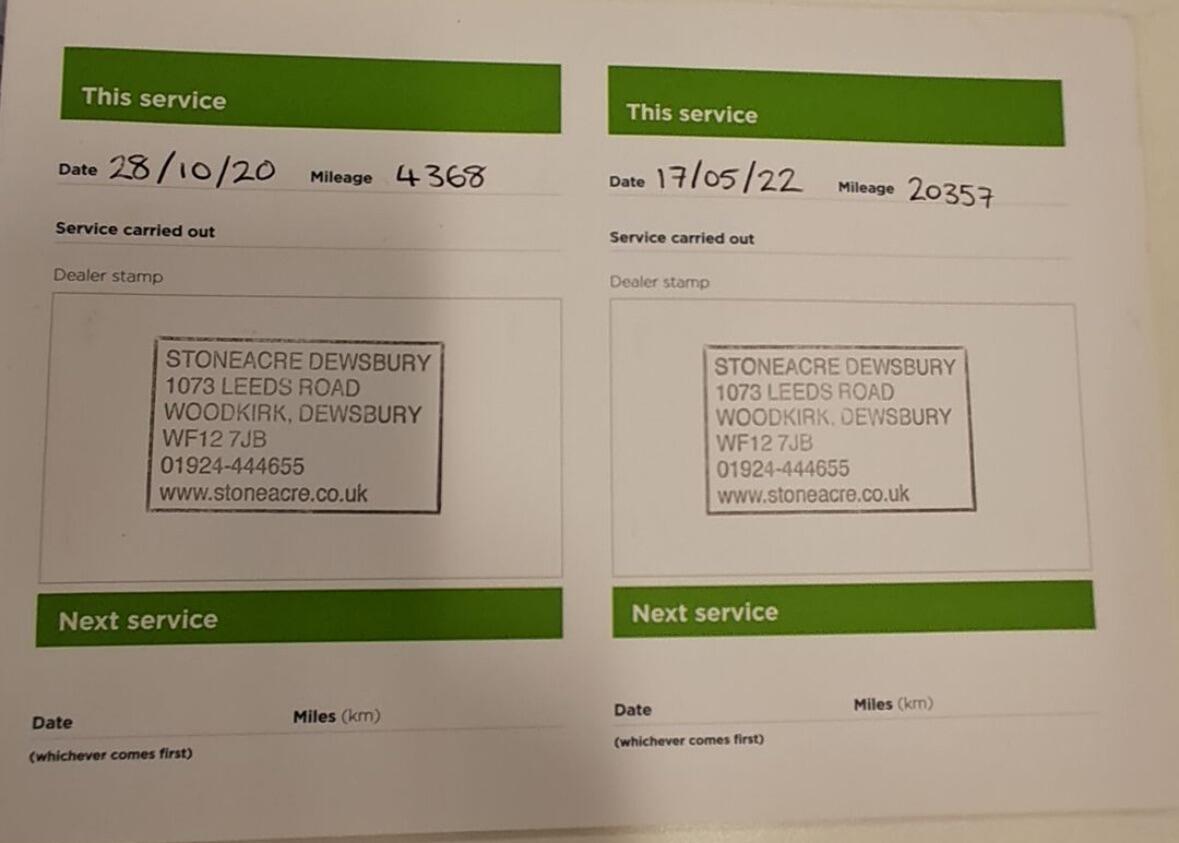 This service
Date 28/10/20 Mileage 4368
Service carried out
Dealer stamp
STONEACRE DEWSBURY
1073 LEEDS ROAD
WOODKIRK, DEWSBURY
WF12 7JB
01924-444655
www.stoneacre.co.uk
Next service
Date Miles (km)
(whichever comes first)
This service
Date 17/05/22 Mileage 20357
Service carried out
Dealer stamp
STONEACRE DEWSBURY
1073 LEEDS ROAD
WOODKIRK, DEWSBURY
WF12 7JB
01924-444655
www.stoneacre.co.uk
Next service
Date Miles (km)
(whichever comes first)